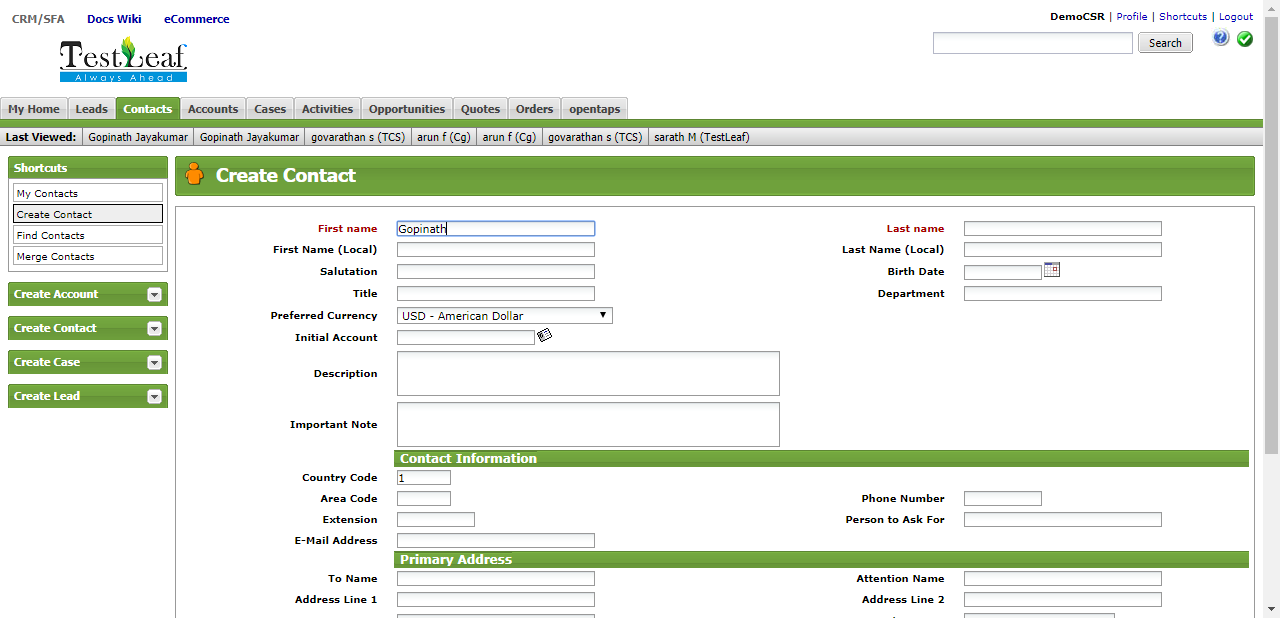 CRM/SFA Docs Wiki eCommerce
DemoCSR | Profile | Shortcuts | Logout
TestLeaf
Always Ahead
Search
My Home Leads Contacts Accounts Cases Activities Opportunities Quotes Orders opentaps
Last Viewed: Gopinath Jayakumar Gopinath Jayakumar govarathan s (TCS) arun f (Cg) arun f (Cg) govarathan s (TCS) sarath M (TestLeaf)
Shortcuts
My Contacts
Create Contact
Find Contacts
Merge Contacts
Create Account
Create Contact
Create Case
Create Lead
Create Contact
First name Gopinath Last name
First Name (Local) Last Name (Local)
Salutation Birth Date
Title Department
Preferred Currency USD - American Dollar
Initial Account
Description
Important Note
Contact Information
Country Code 1
Area Code Phone Number
Extension Person to Ask For
E-Mail Address
Primary Address
To Name Attention Name
Address Line 1 Address Line 2